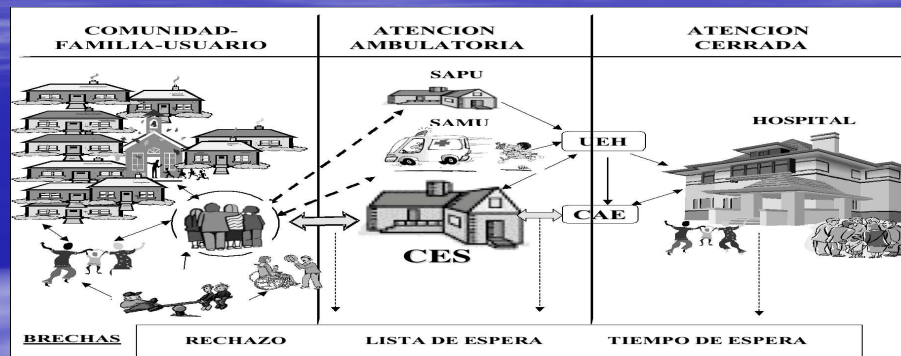 COMUNIDAD-
FAMILIA-USUARIO
ATENCION
AMBULATORIA
ATENCION
CERRADA
SAPU
SAMU
UEH
HOSPITAL
CAE
CES
BRECHAS
RECHAZO
LISTA DE ESPERA
TIEMPO DE ESPERA